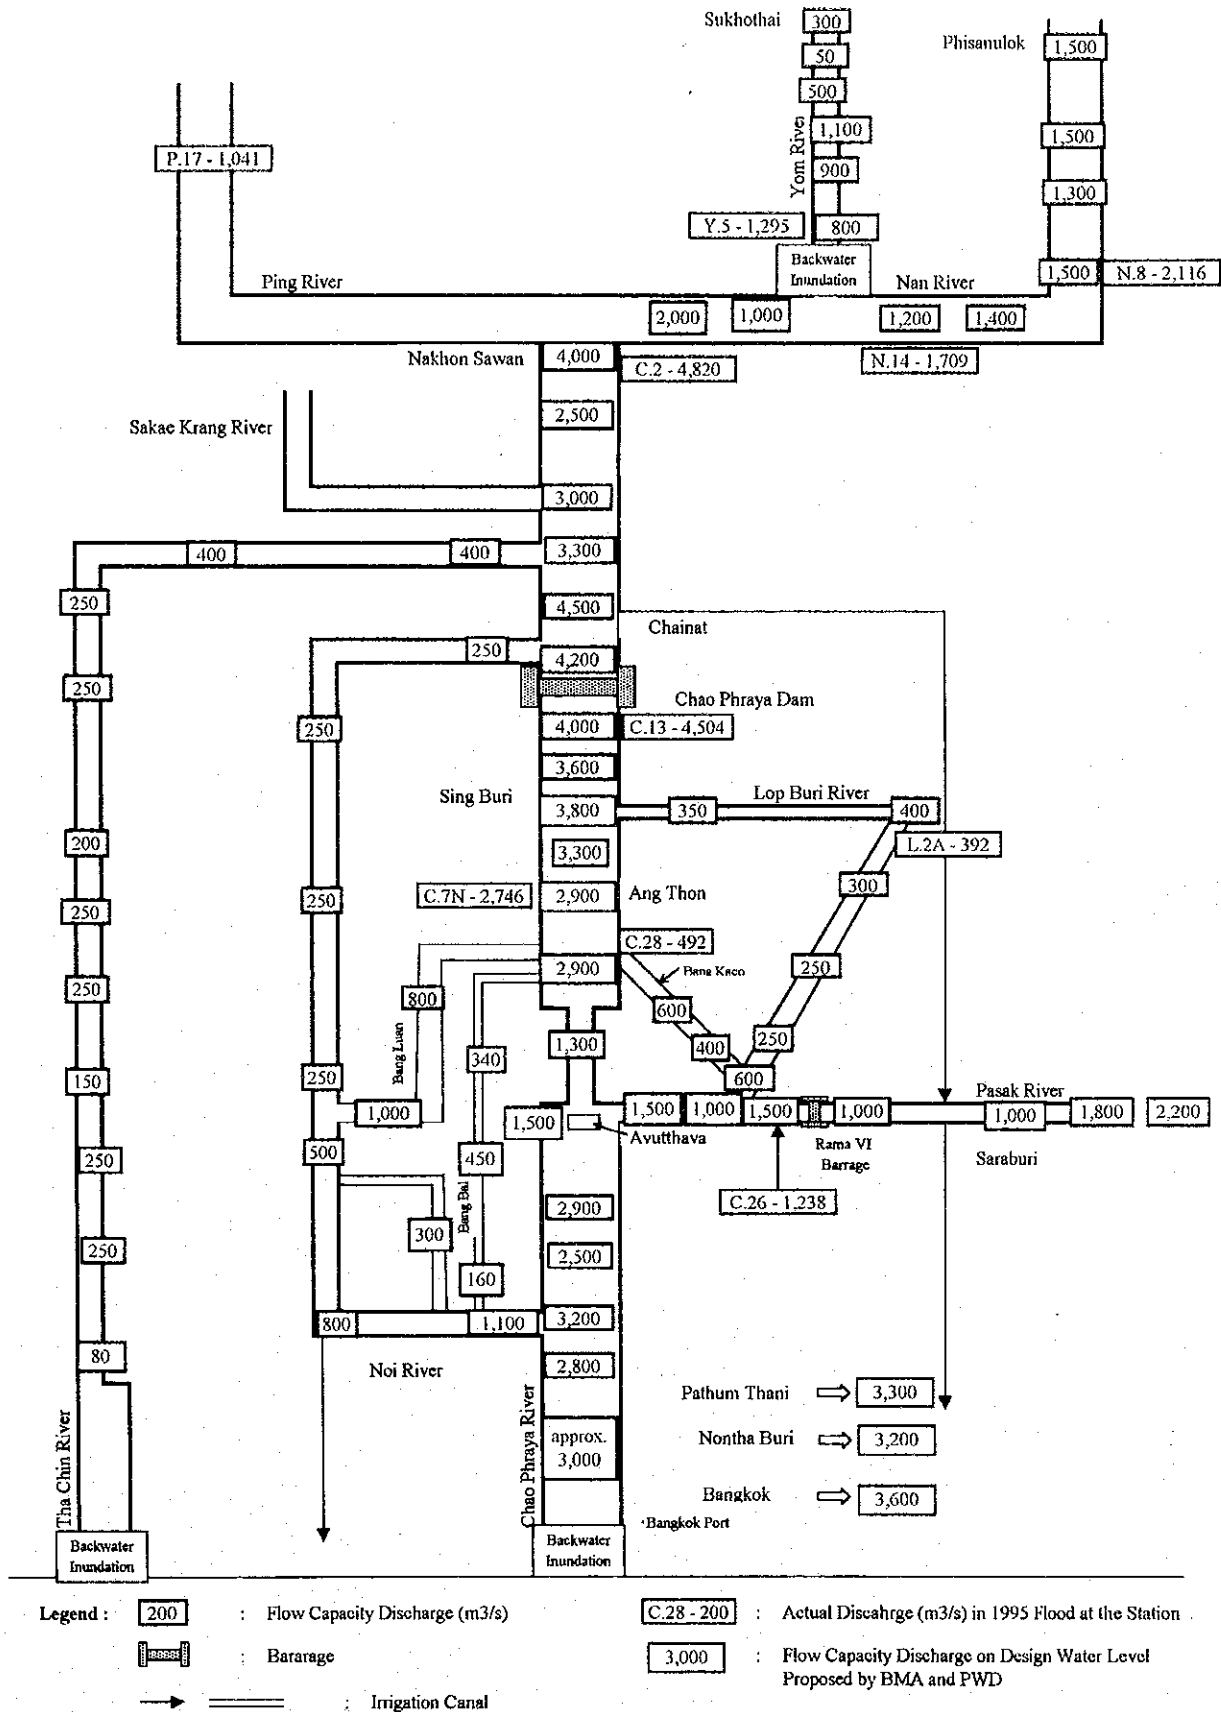 Sukhothai
300
Phisanulok
1,500
50
500
1,100
1,500
Yom River
P.17 - 1,041
900
1,300
Y.5 - 1,295
800
Backwater
Inundation
1,500
N.8 - 2,116
Ping River
Nan River
2,000
1,000
1,200
1,400
Nakhon Sawan
4,000
C.2 - 4,820
N.14 - 1,709
2,500
Sakae Krang River
3,000
400
400
3,300
250
4,500
Chainat
250
4,200
250
Chao Phraya Dam
250
4,000
C.13 - 4,504
3,600
Sing Buri
Lop Buri River
3,800
350
400
200
L.2A - 392
3,300
300
C.7N - 2,746
2,900
Ang Thon
250
250
C.28 - 492
2,900
Bang Kaeo
250
250
800
600
1,300
340
400
250
Bang Luan
250
600
150
Pasak River
1,000
1,500
1,500
1,000
1,500
1,000
1,000
1,800
2,200
Ayutthaya
Rama VI
Barrage
Saraburi
500
250
450
C.26 - 1,238
Bang Bal
2,900
300
2,500
250
160
800
1,100
3,200
80
Noi River
2,800
Pathum Thani
3,300
approx.
3,000
Nontha Buri
3,200
Tha Chin River
Chao Phraya River
Bangkok
3,600
Bangkok Port
Backwater
Inundation
Backwater
Inundation
Legend :
200
: Flow Capacity Discharge (m3/s)
C.28 - 200
: Actual Discahrge (m3/s) in 1995 Flood at the Station
: Bararage
3,000
: Flow Capacity Discharge on Design Water Level
Proposed by BMA and PWD
: Irrigation Canal